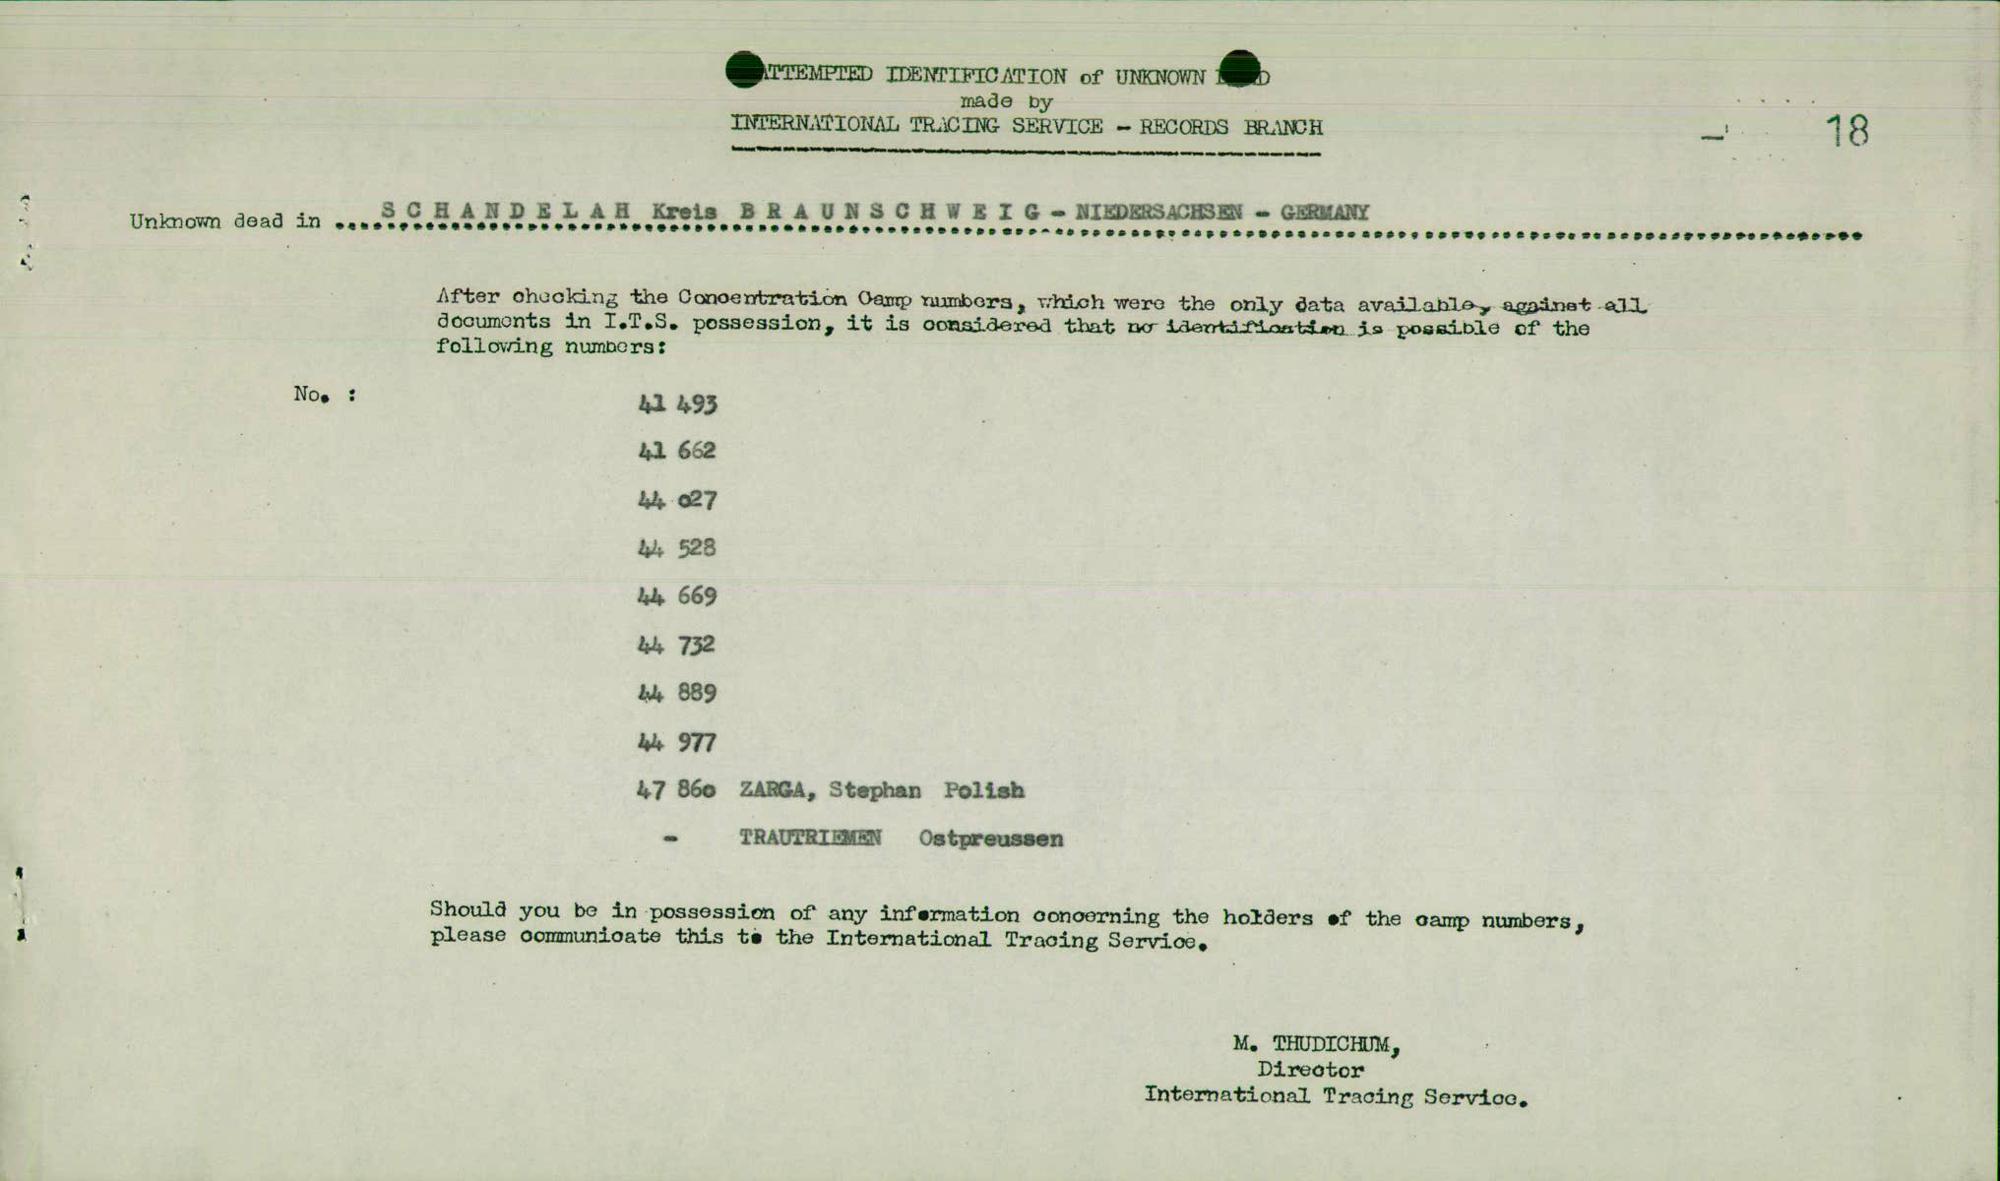 ATTEMPTED IDENTIFICATION of UNKNOWN DEAD
made by
INTERNATIONAL TRACING SERVICE - RECORDS BRANCH
18
Unknown dead in ... SCHANDELAH Kreis BRAUNSCHWEIG - NIEDERSACHSEN - GERMANY
After checking the Concentration Camp numbers, which were the only data available, against all
documents in I.T.S. possession, it is considered that no identification is possible of the
following numbers:
No. :
41 493
41 662
44 o27
44 528
44 669
44 732
44 889
44 977
47 86o ZARGA, Stephan Polish
- TRAUTRIEMEN Ostpreussen
Should you be in possession of any information concerning the holders of the camp numbers,
please communicate this to the International Tracing Service.
M. THUDICHUM,
Director
International Tracing Service.